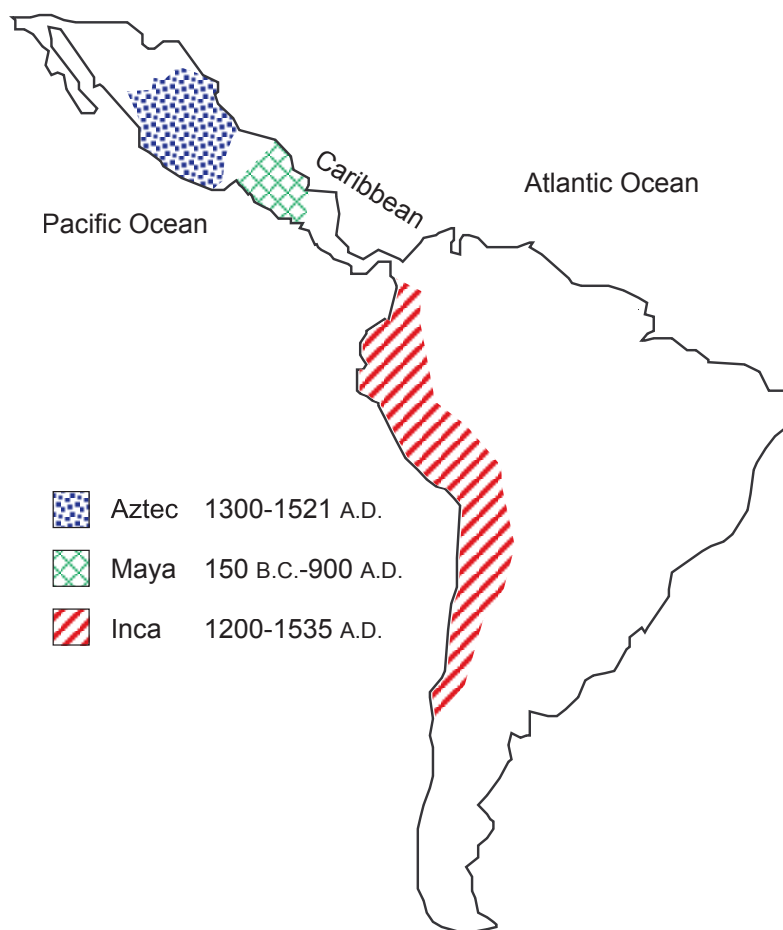 Caribbean
Atlantic Ocean
Pacific Ocean
Aztec 1300-1521 A.D.
Maya 150 B.C.-900 A.D.
Inca 1200-1535 A.D.